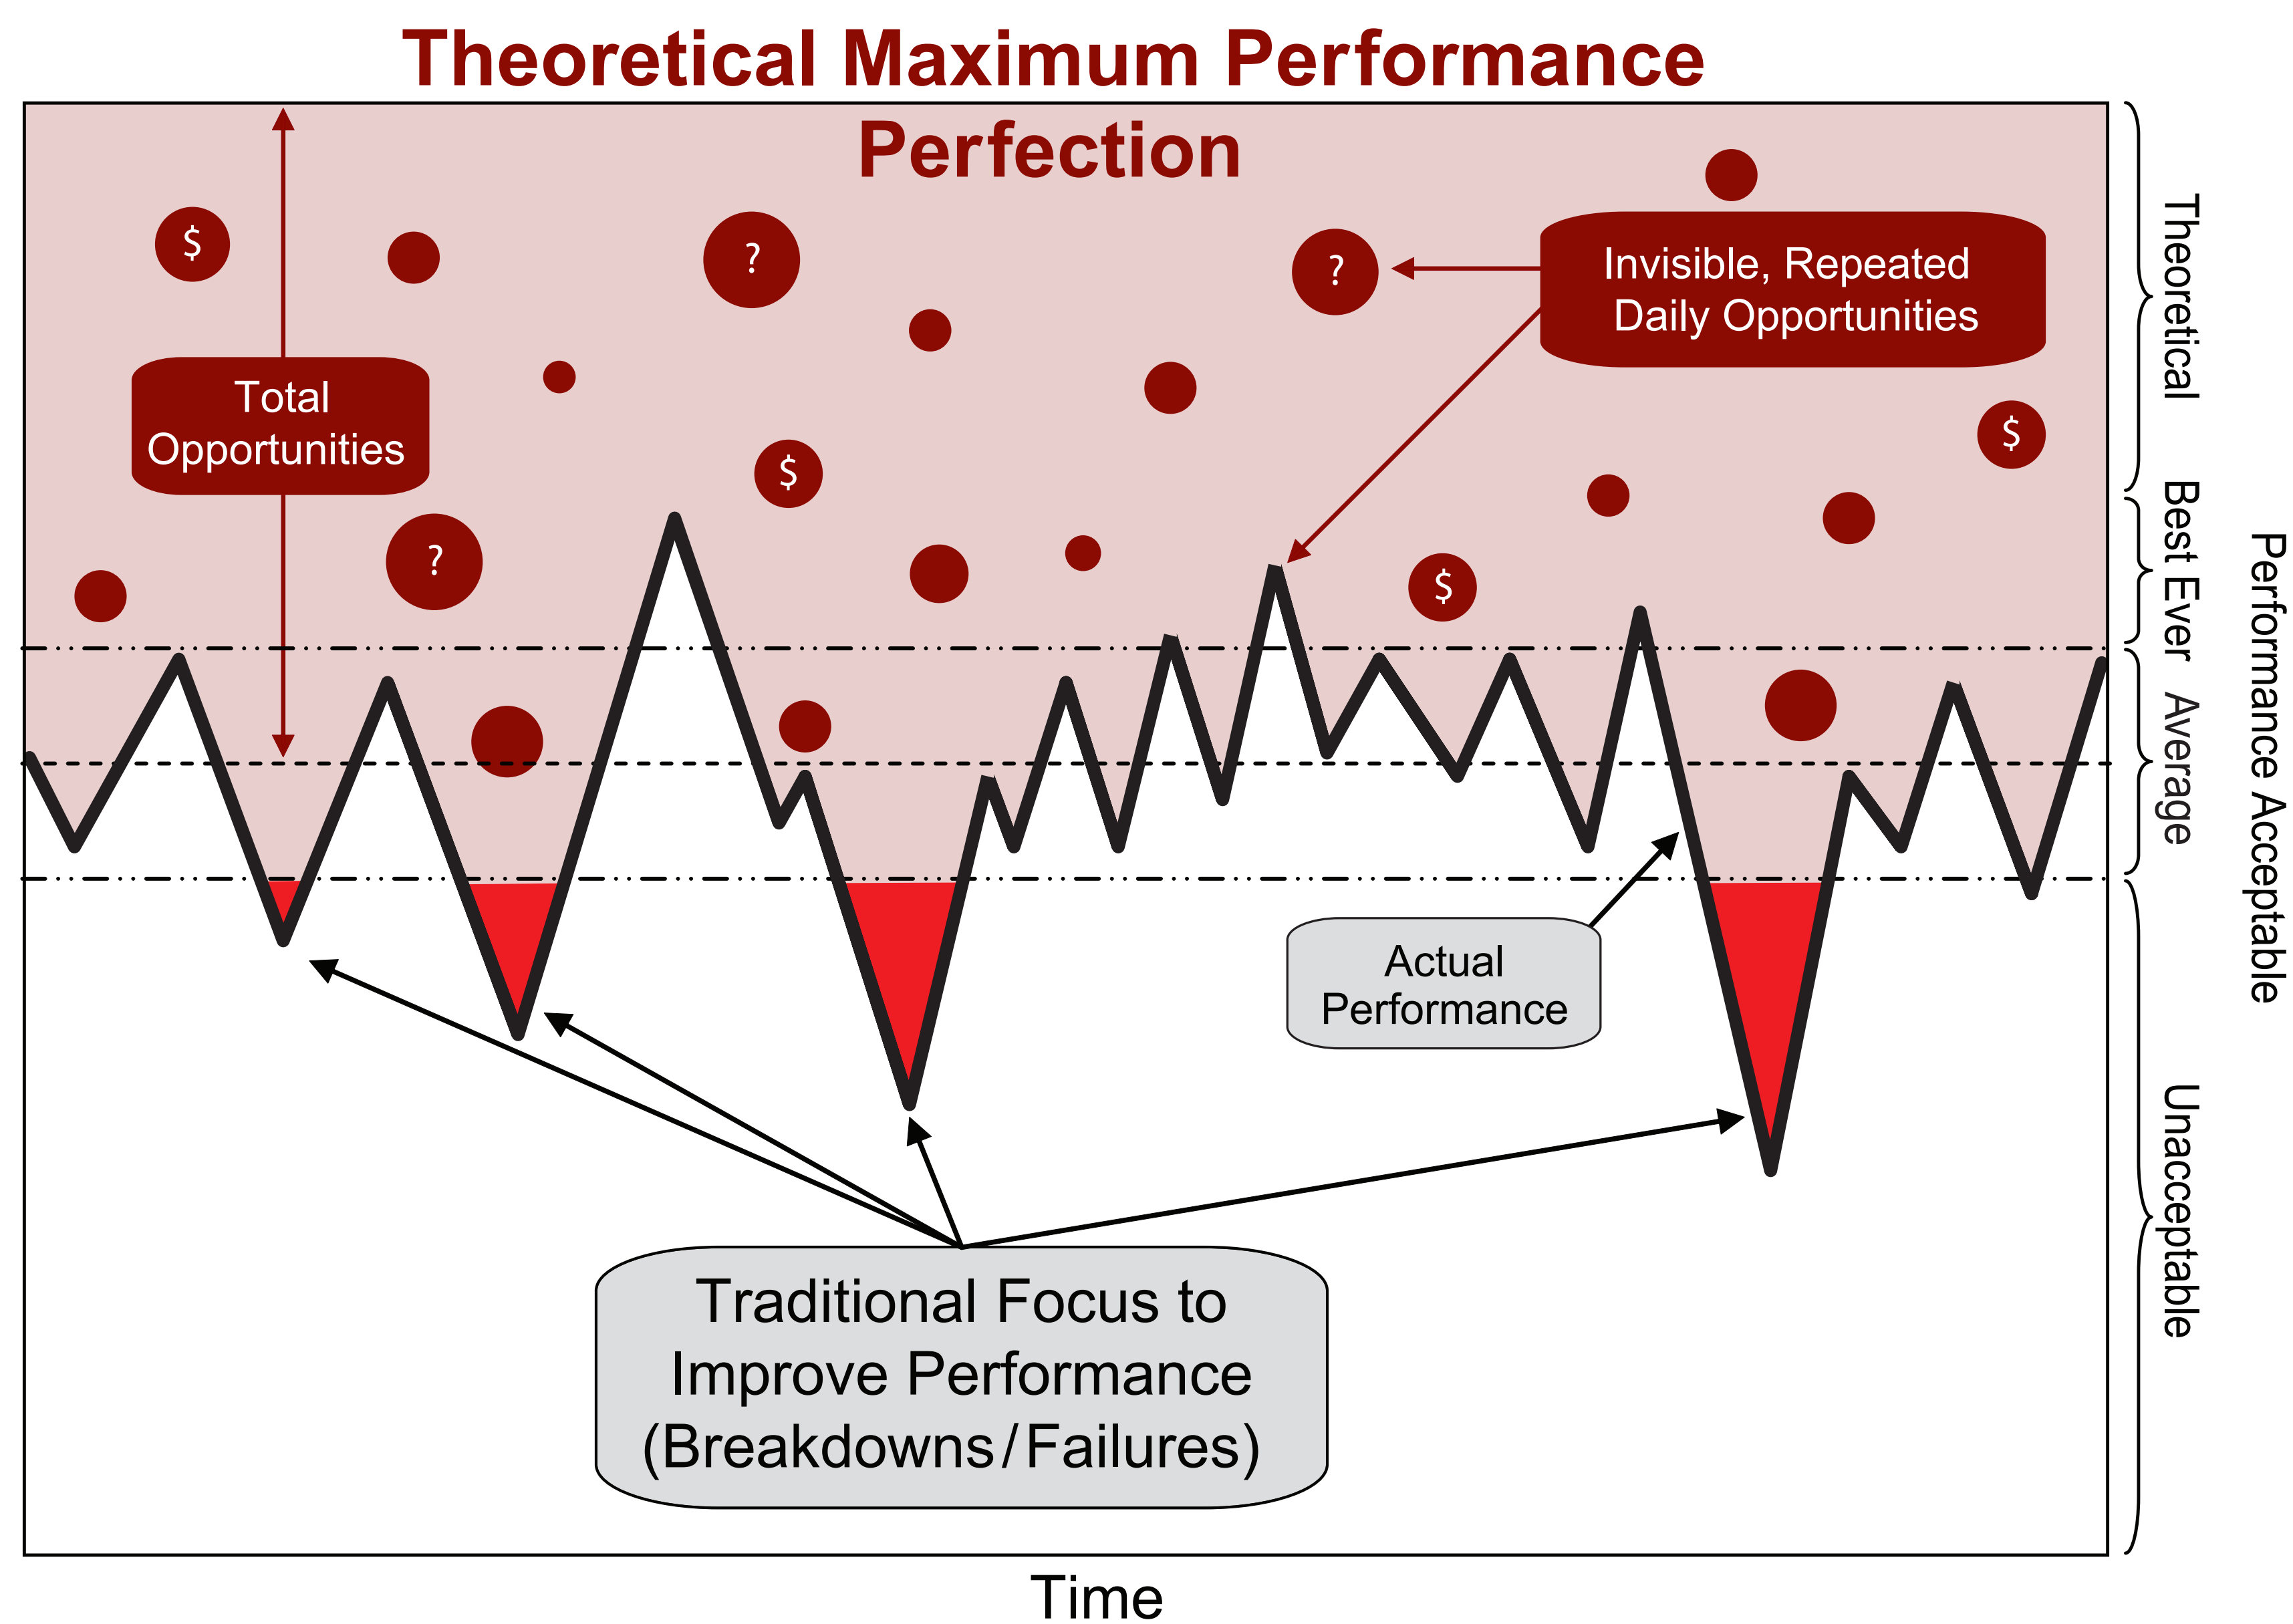 Theoretical Maximum Performance
Perfection
$
?
?
Invisible, Repeated
Daily Opportunities
Total
Opportunities
$
$
?
$
Actual
Performance
Traditional Focus to
Improve Performance
(Breakdowns/Failures)
Time
Theoretical
Best Ever
Average
Unacceptable
Performance Acceptable